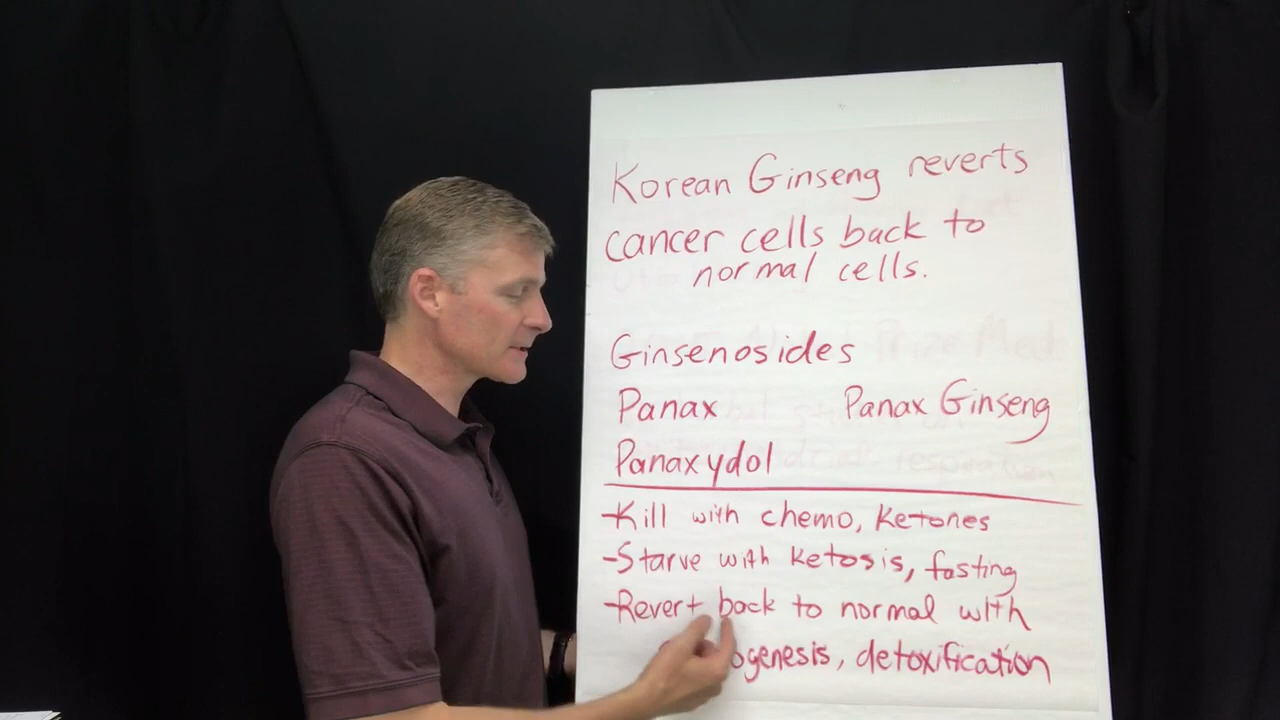 Korean Ginseng reverts
cancer cells back to
normal cells.
Ginsenosides
Panax Panax Ginseng
Panaxydol
-Kill with chemo, Ketones
-Starve with Ketosis, fasting
-Revert back to normal with
detoxification